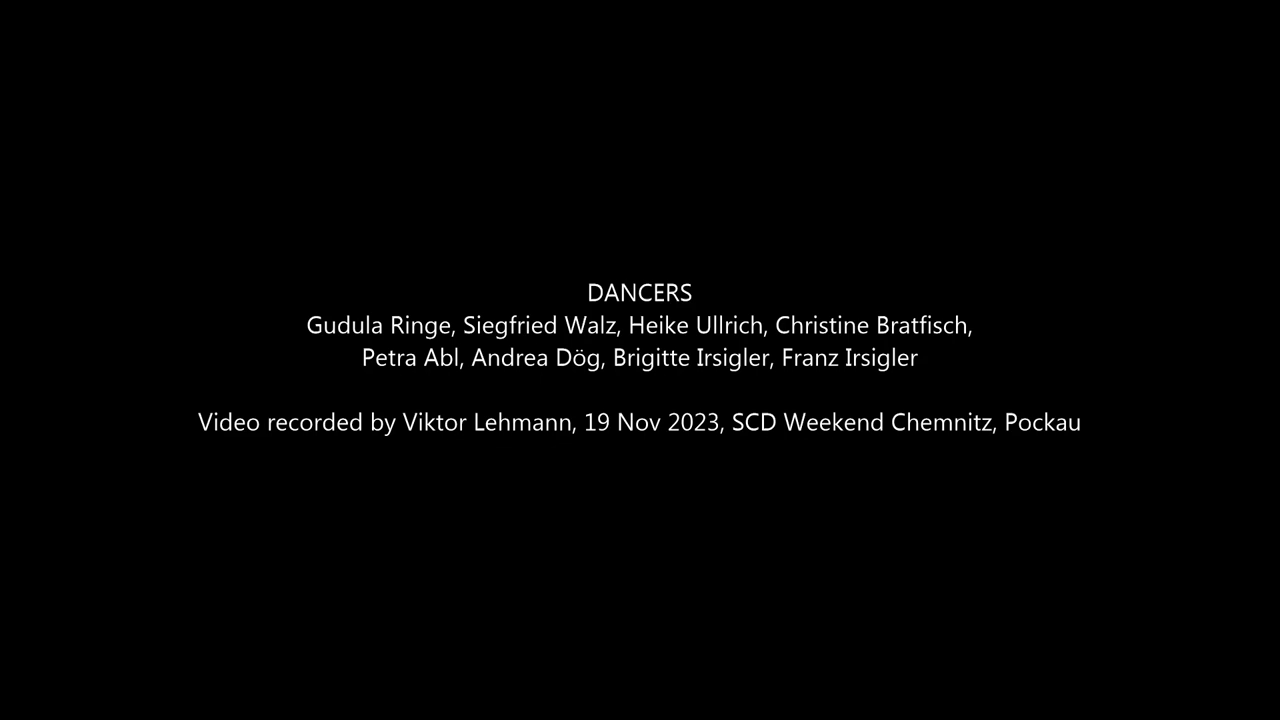 DANCERS
Gudula Ringe, Siegfried Walz, Heike Ullrich, Christine Bratfisch,
Petra Abl, Andrea Dög, Brigitte Irsigler, Franz Irsigler
Video recorded by Viktor Lehmann, 19 Nov 2023, SCD Weekend Chemnitz, Pockau